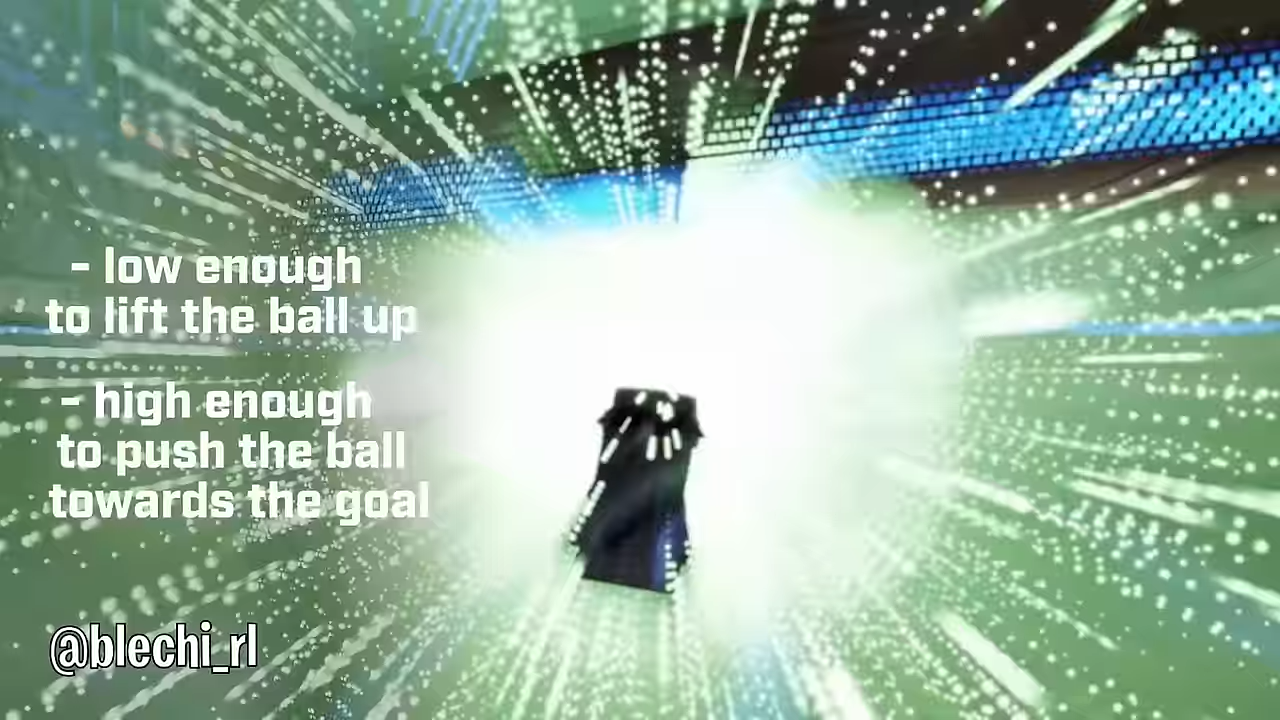 - low enough
to lift the ball up
- high enough
to push the ball
towards the goal
@blechi_rl